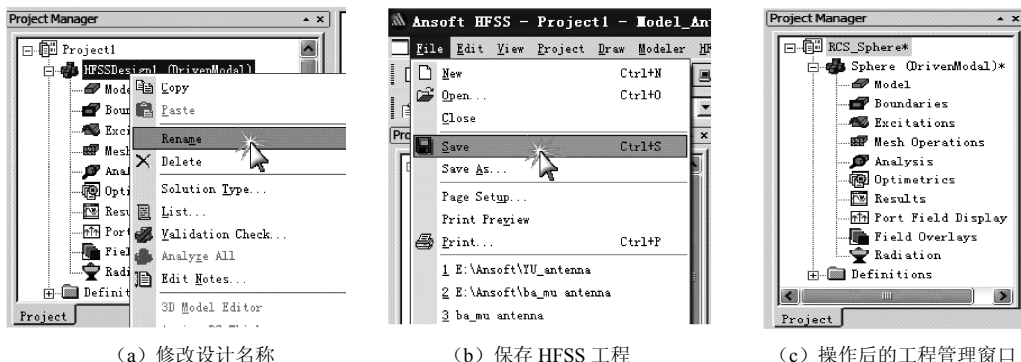 Project Manager
Project1
HFSSDesign1 (DrivenModal)
Copy
Paste
Rename
Delete
Solution Type...
List...
Validation Check...
Analyze All
Edit Notes...
3D Model Editor
Project
(a) 修改设计名称
Ansoft HFSS - Project1 -
File Edit View Project Draw Modeler
New Ctrl+N
Open... Ctrl+O
Close
Save Ctrl+S
Save As...
Page Setup...
Print Preview
Print... Ctrl+P
1 E:\Ansoft\YU_antenna
2 E:\Ansoft\ba_mu antenna
3 ba_mu antenna
(b) 保存 HFSS 工程
Project Manager
RCS_Sphere*
Sphere (DrivenModal)*
Model
Boundaries
Excitations
Mesh Operations
Analysis
Optimetrics
Results
Port Field Display
Field Overlays
Radiation
Definitions
Project
(c) 操作后的工程管理窗口